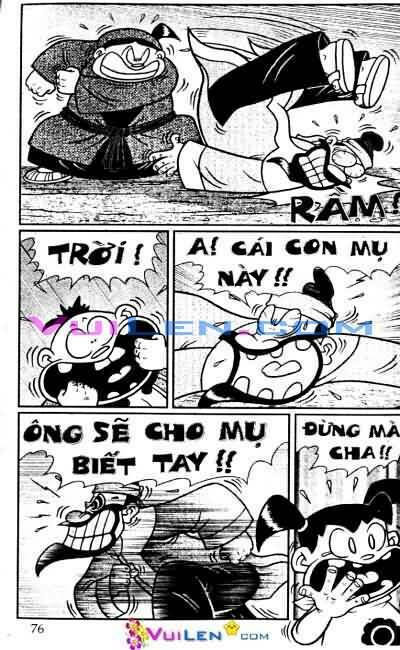 RẦM!
TRỜI!
A! CÁI CON MỤ
NÀY!!
VuiLen.com
ÔNG SẼ CHO MỤ
BIẾT TAY!!
ĐỪNG MÀ
CHA!!
76
VuiLen.com